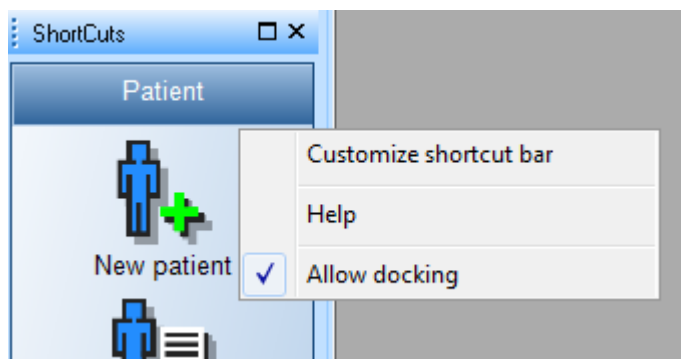 ShortCuts
Patient
Customize shortcut bar
Help
New patient
Allow docking